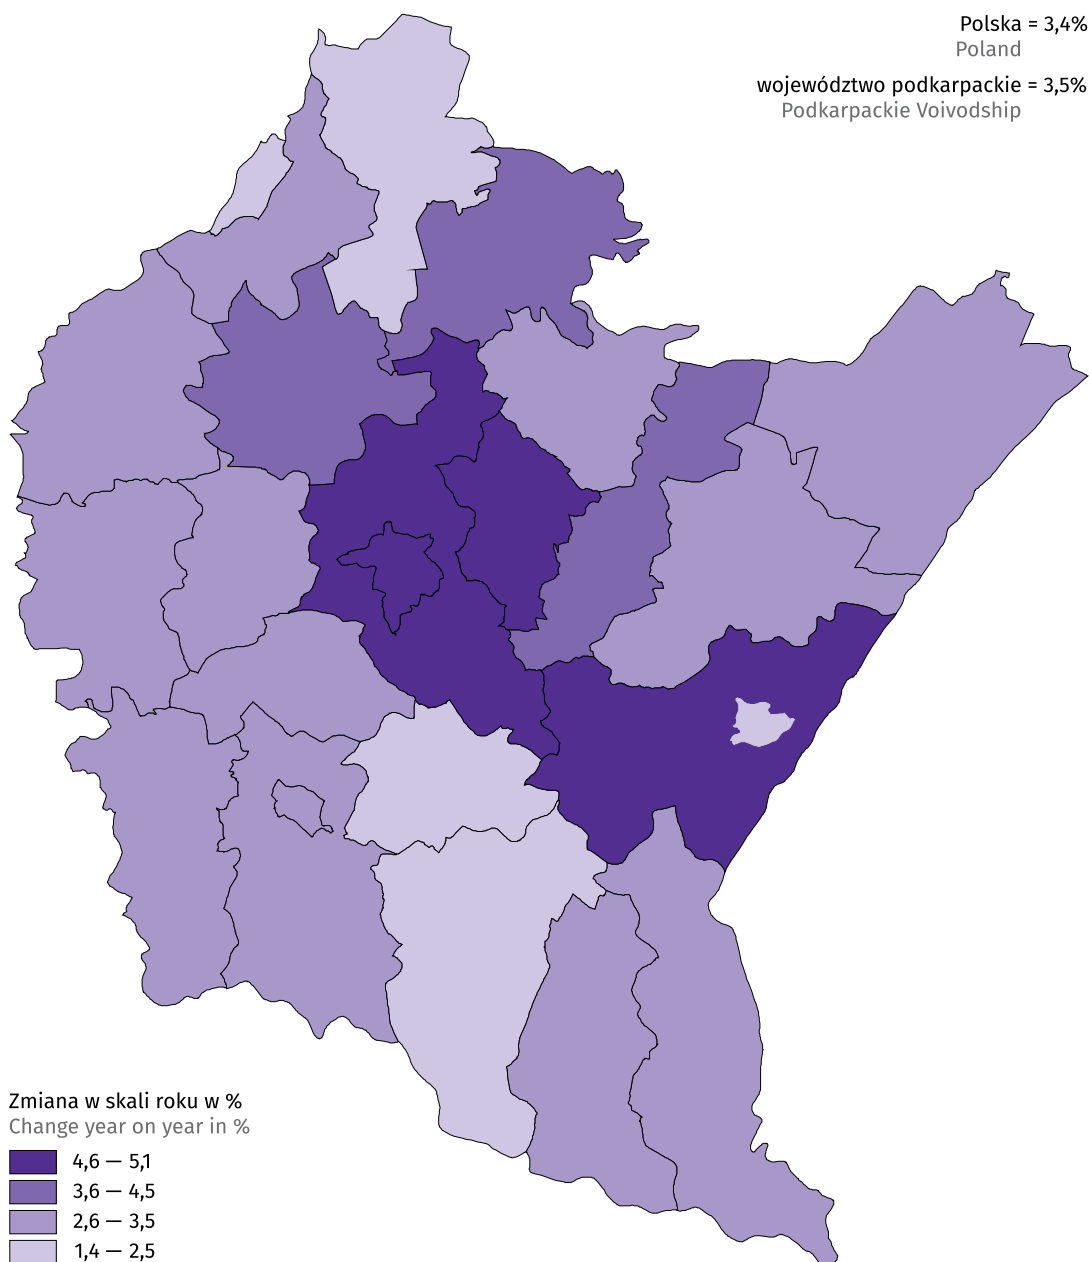 Polska = 3,4%
Poland
województwo podkarpackie = 3,5%
Podkarpackie Voivodship
Zmiana w skali roku w %
Change year on year in %
4,6 — 5,1
3,6 — 4,5
2,6 — 3,5
1,4 — 2,5